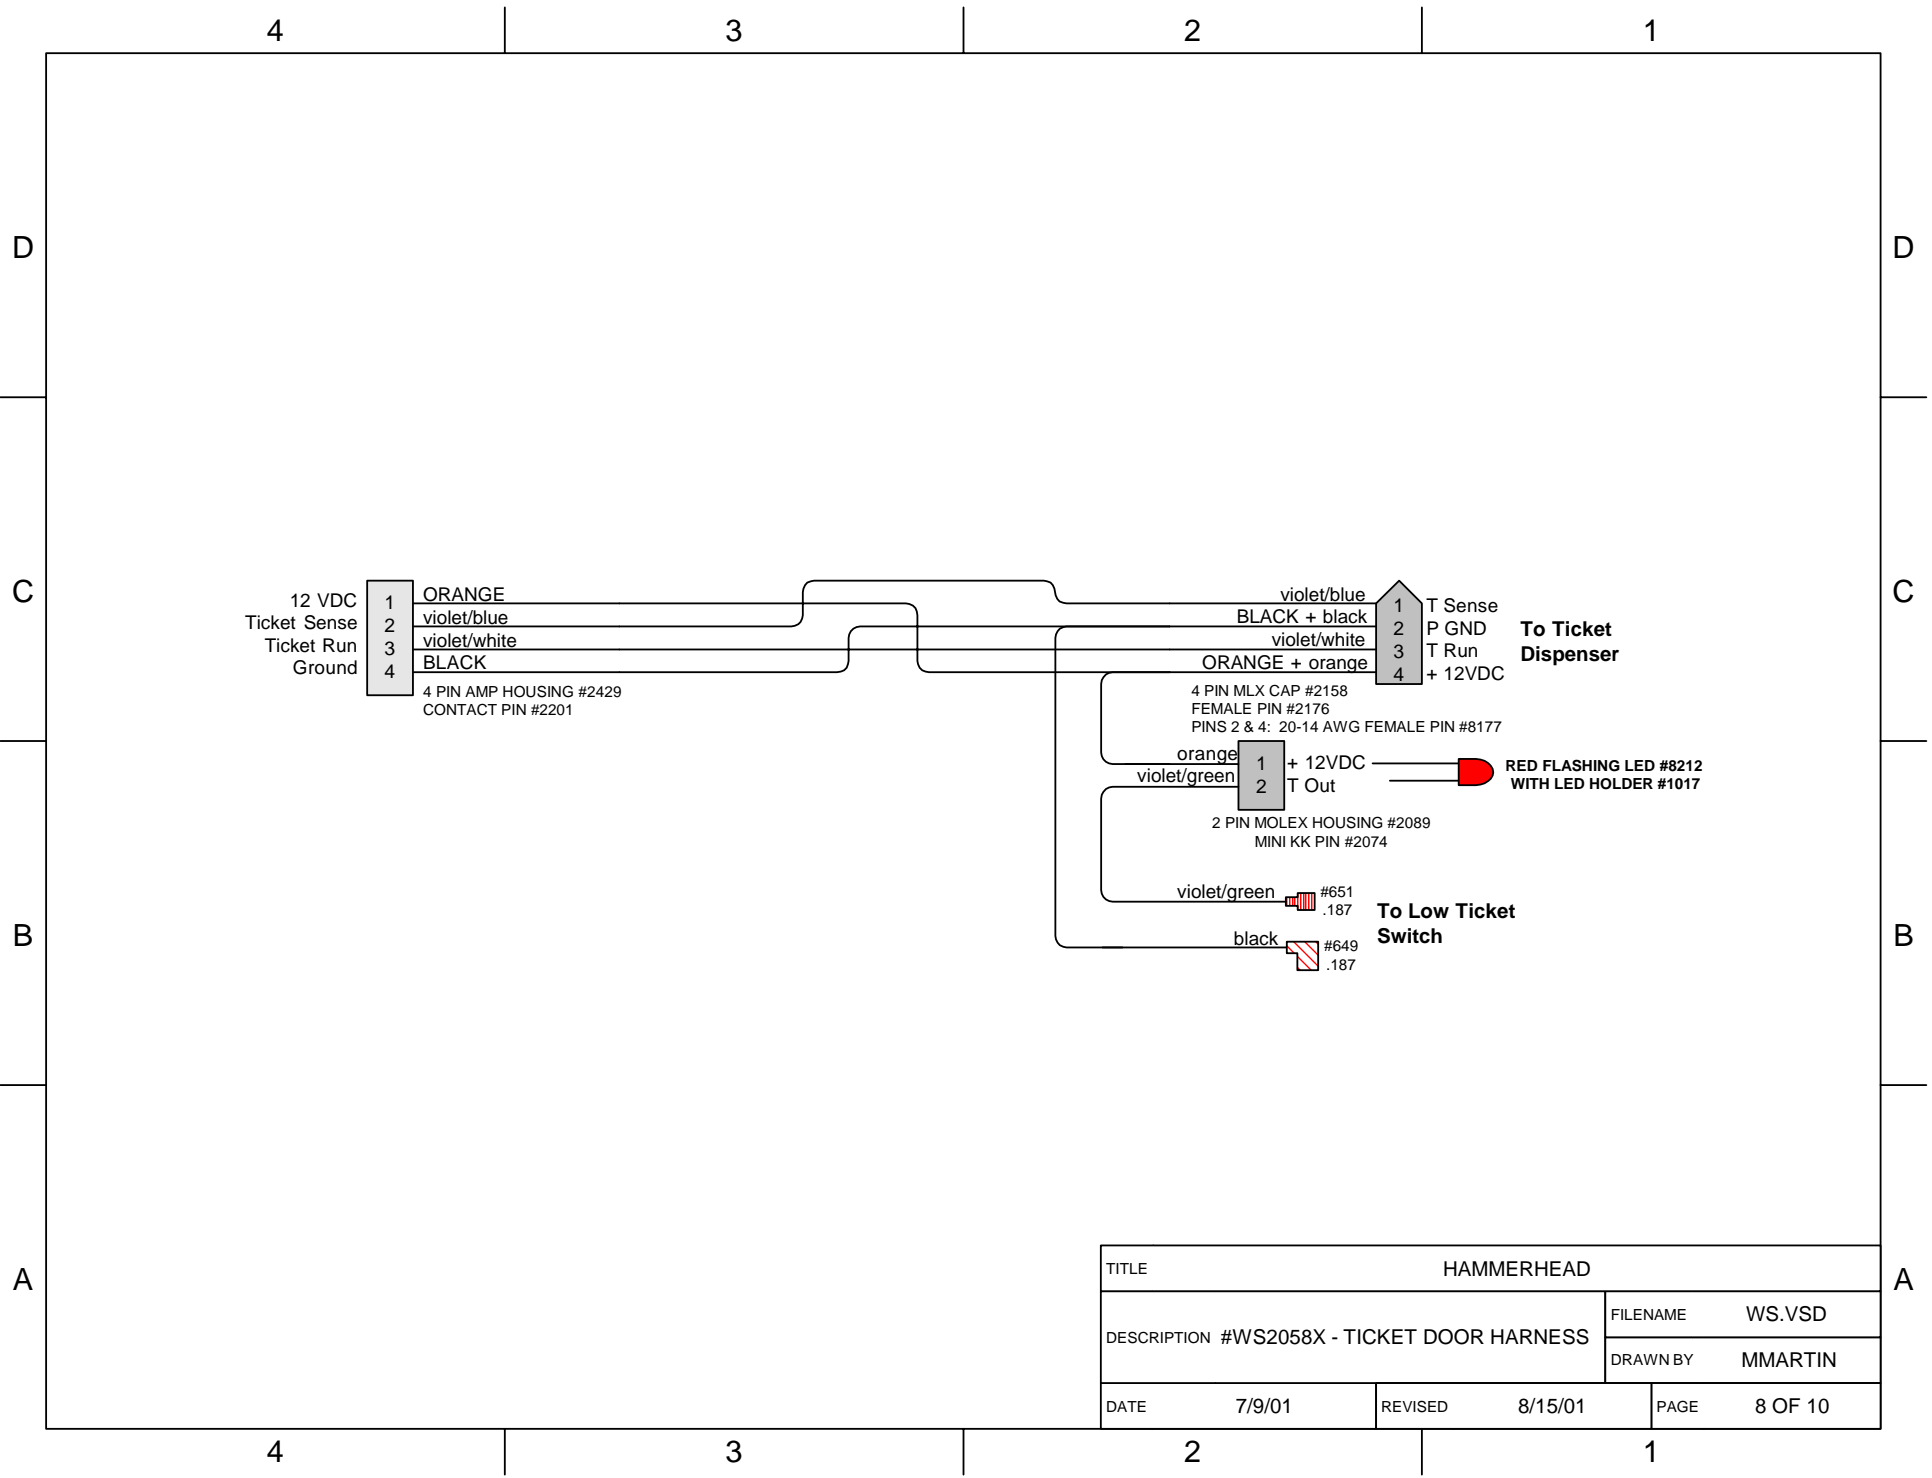 4 3 2 1
D D
C C
B B
A A
12 VDC 1 ORANGE
Ticket Sense 2 violet/blue
Ticket Run 3 violet/white
Ground 4 BLACK
4 PIN AMP HOUSING #2429
CONTACT PIN #2201
violet/blue 1 T Sense
BLACK + black 2 P GND
violet/white 3 T Run
ORANGE + orange 4 + 12VDC
To Ticket
Dispenser
4 PIN MLX CAP #2158
FEMALE PIN #2176
PINS 2 & 4: 20-14 AWG FEMALE PIN #8177
orange 1 + 12VDC
violet/green 2 T Out
RED FLASHING LED #8212
WITH LED HOLDER #1017
2 PIN MOLEX HOUSING #2089
MINI KK PIN #2074
violet/green #651
.187
black #649
.187
To Low Ticket
Switch
TITLE HAMMERHEAD
DESCRIPTION #WS2058X - TICKET DOOR HARNESS
FILENAME WS.VSD
DRAWN BY MMARTIN
DATE 7/9/01 REVISED 8/15/01 PAGE 8 OF 10
4 3 2 1